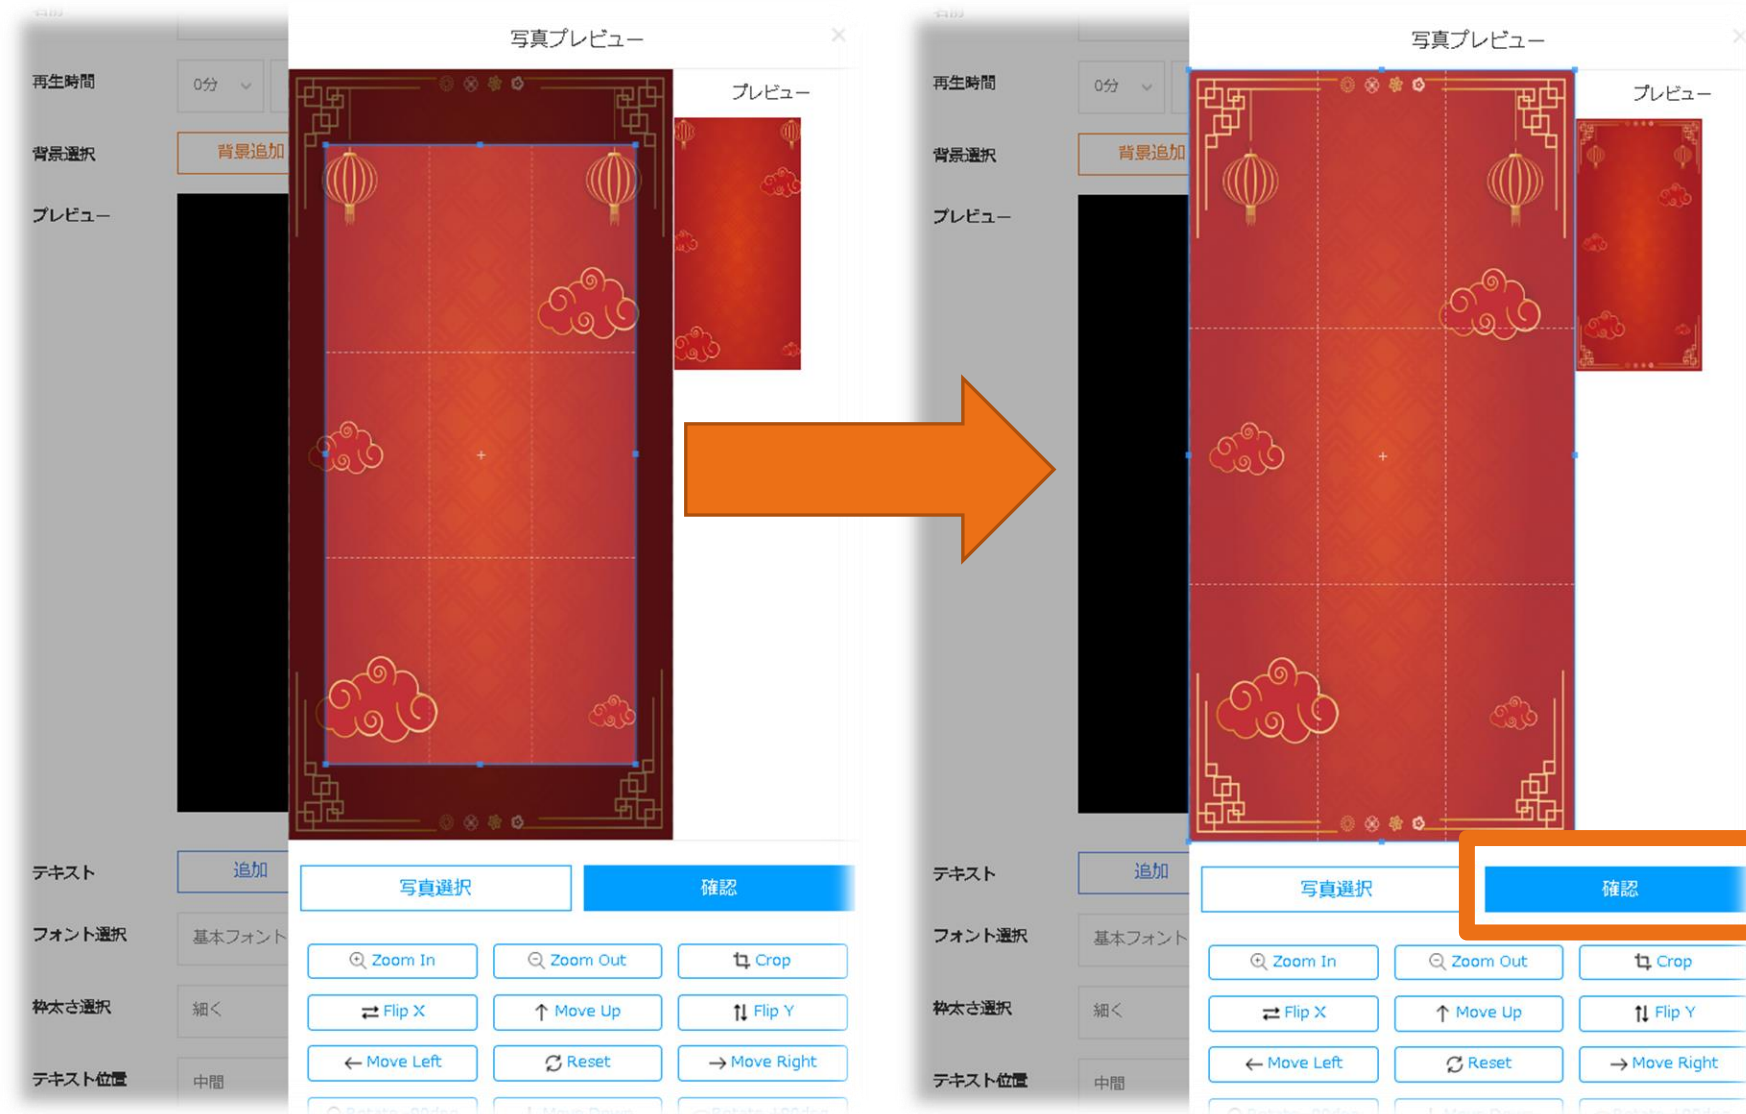 写真プレビュー
再生時間
0分
プレビュー
背景選択
背景追加
プレビュー
テキスト
追加
写真選択
確認
フォント選択
基本フォント
Zoom In
Zoom Out
Crop
枠太さ選択
細く
Flip X
Move Up
Flip Y
Move Left
Reset
Move Right
テキスト位置
中間
写真プレビュー
再生時間
0分
プレビュー
背景選択
背景追加
プレビュー
テキスト
追加
写真選択
確認
フォント選択
基本フォント
Zoom In
Zoom Out
Crop
枠太さ選択
細く
Flip X
Move Up
Flip Y
Move Left
Reset
Move Right
テキスト位置
中間